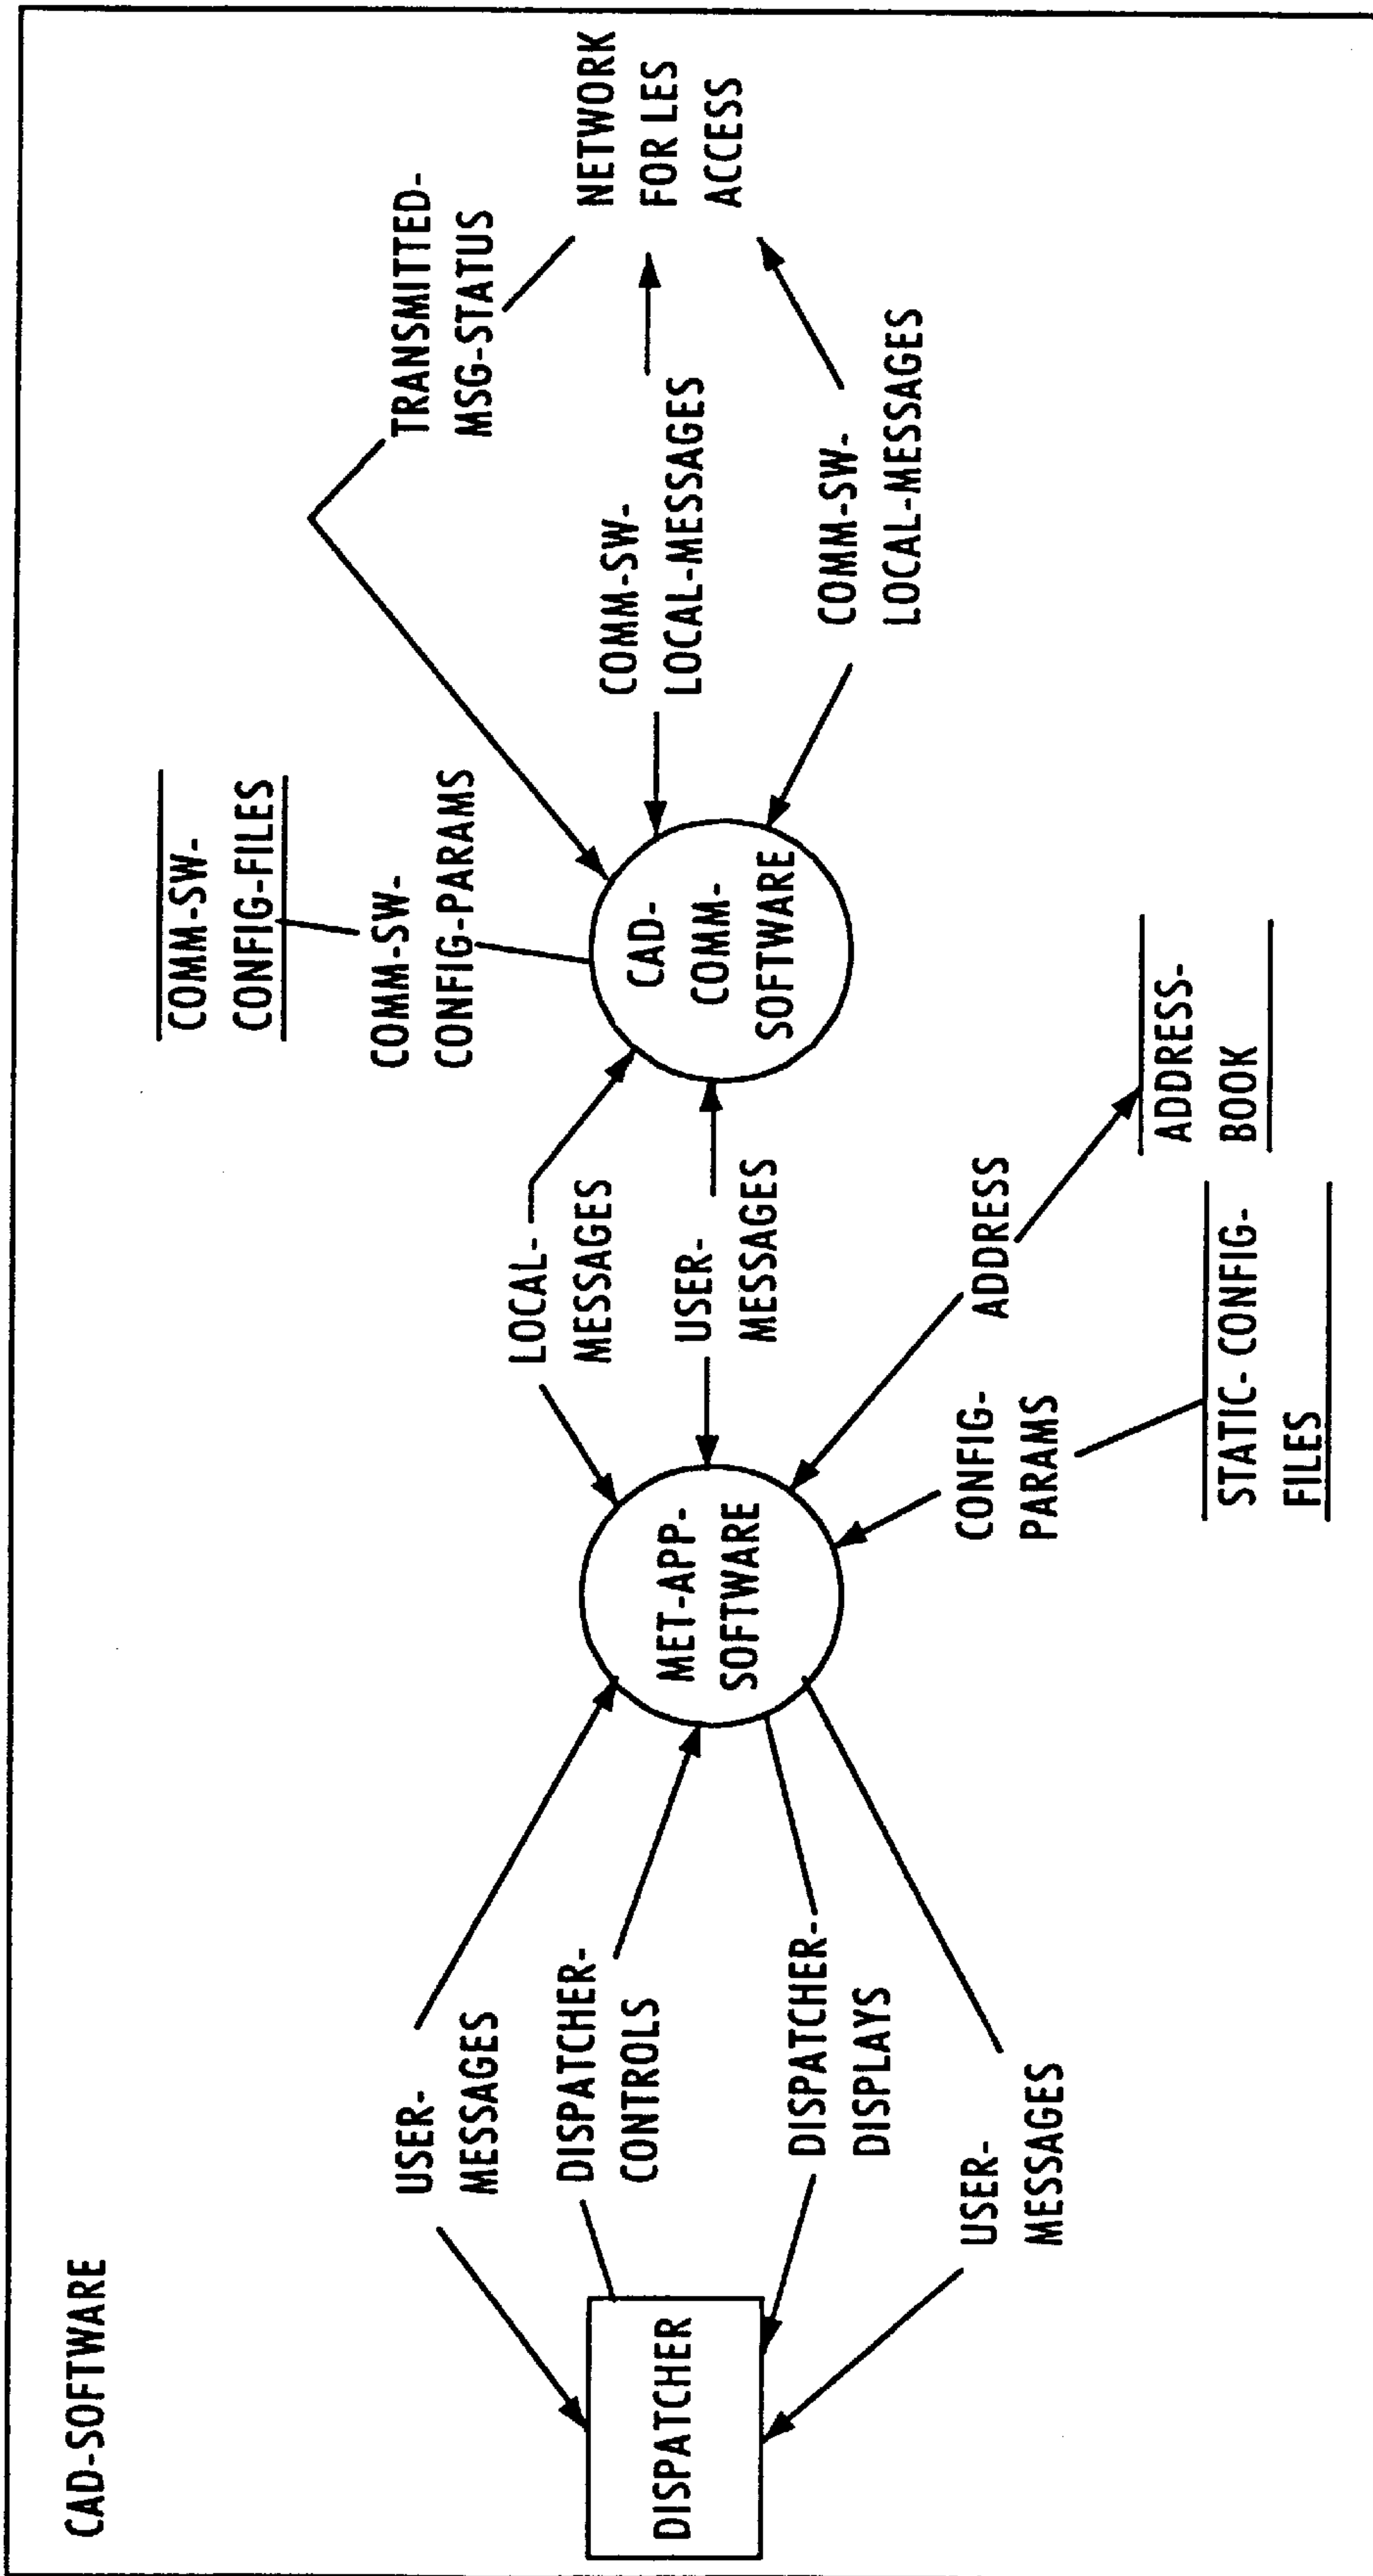 CAD-SOFTWARE
DISPATCHER
USER-
MESSAGES
DISPATCHER-
CONTROLS
DISPATCHER-
DISPLAYS
USER-
MESSAGES
MET-APP-
SOFTWARE
LOCAL-
MESSAGES
USER-
MESSAGES
ADDRESS
CONFIG-
PARAMS
STATIC- CONFIG-
FILES
ADDRESS-
BOOK
COMM-SW-
CONFIG-FILES
COMM-SW-
CONFIG-PARAMS
CAD-
COMM-
SOFTWARE
TRANSMITTED-
MSG-STATUS
COMM-SW-
LOCAL-MESSAGES
COMM-SW-
LOCAL-MESSAGES
NETWORK
FOR LES
ACCESS